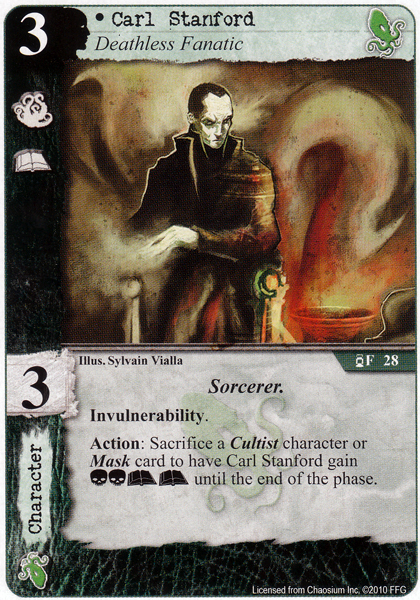 3
• Carl Stanford
Deathless Fanatic
Illus. Sylvain Vialla
F 28
3
Sorcerer.
Invulnerability.
Action: Sacrifice a Cultist character or
Mask card to have Carl Stanford gain
until the end of the phase.
Character
Licensed from Chaosium Inc. ©2010 FFG